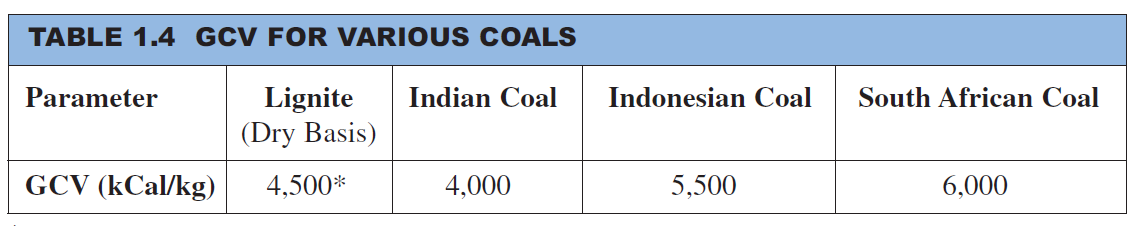 TABLE 1.4 GCV FOR VARIOUS COALS
Parameter Lignite Indian Coal Indonesian Coal South African Coal
(Dry Basis)
GCV (kCal/kg) 4,500* 4,000 5,500 6,000